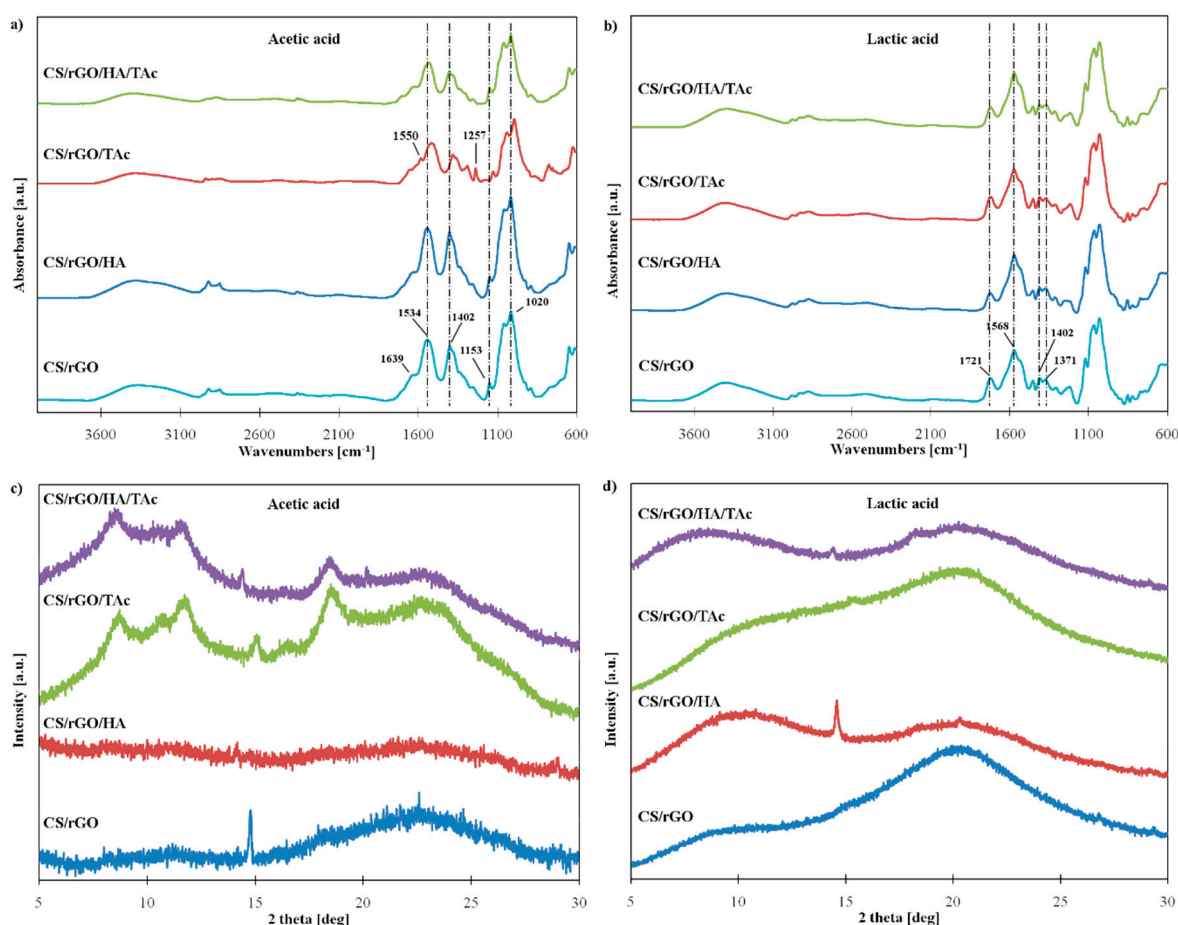 a)
Acetic acid
CS/rGO/HA/TAc
CS/rGO/TAc
1550
1257
CS/rGO/HA
1534
1402
1020
1639
1153
CS/rGO
Absorbance [a.u.]
3600 3100 2600 2100 1600 1100 600
Wavenumbers [cm⁻¹]
b)
Lactic acid
CS/rGO/HA/TAc
CS/rGO/TAc
CS/rGO/HA
1568
1402
1721
1371
CS/rGO
Absorbance [a.u.]
3600 3100 2600 2100 1600 1100 600
Wavenumbers [cm⁻¹]
c)
Acetic acid
CS/rGO/HA/TAc
CS/rGO/TAc
CS/rGO/HA
CS/rGO
Intensity [a.u.]
5 10 15 20 25 30
2 theta [deg]
d)
Lactic acid
CS/rGO/HA/TAc
CS/rGO/TAc
CS/rGO/HA
CS/rGO
Intensity [a.u.]
5 10 15 20 25 30
2 theta [deg]